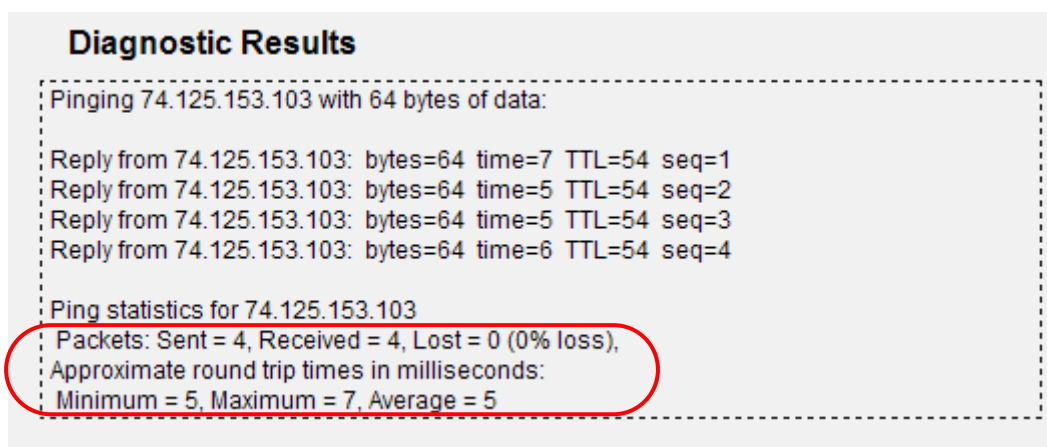 Diagnostic Results
Pinging 74.125.153.103 with 64 bytes of data:
Reply from 74.125.153.103: bytes=64 time=7 TTL=54 seq=1
Reply from 74.125.153.103: bytes=64 time=5 TTL=54 seq=2
Reply from 74.125.153.103: bytes=64 time=5 TTL=54 seq=3
Reply from 74.125.153.103: bytes=64 time=6 TTL=54 seq=4
Ping statistics for 74.125.153.103
Packets: Sent = 4, Received = 4, Lost = 0 (0% loss),
Approximate round trip times in milliseconds:
Minimum = 5, Maximum = 7, Average = 5